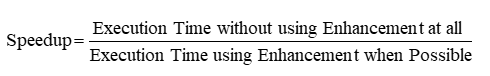 Speedup = Execution Time without using Enhancement at all / Execution Time using Enhancement when Possible